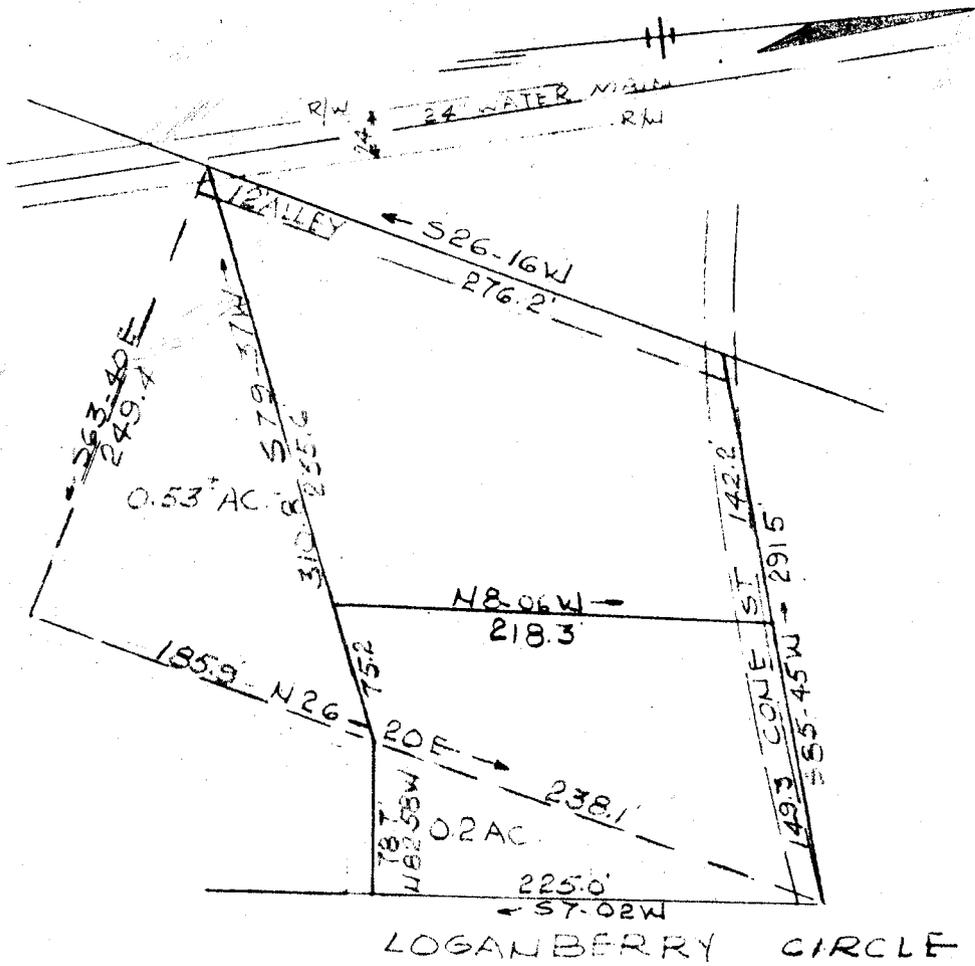 R/W
24" WATER MAIN
R/W
24'
12' ALLEY
← S26-16W
276.2'
S63-40E
249.4
S79-37W →
310.8 235.6
0.53± AC.
142.2'
CONE ST
S85-45W → 291.5
149.3
N8-06W →
218.3'
75.2
185.9' N26-20E →
238.1'
78.7
N82-58W
0.2 AC.
225.0'
← S7-02W
LOGANBERRY CIRCLE